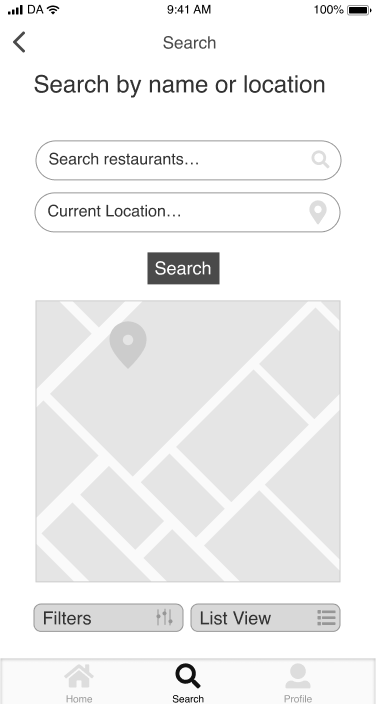 DA 9:41 AM 100%
Search
Search by name or location
Search restaurants...
Current Location...
Search
Filters List View
Home Search Profile